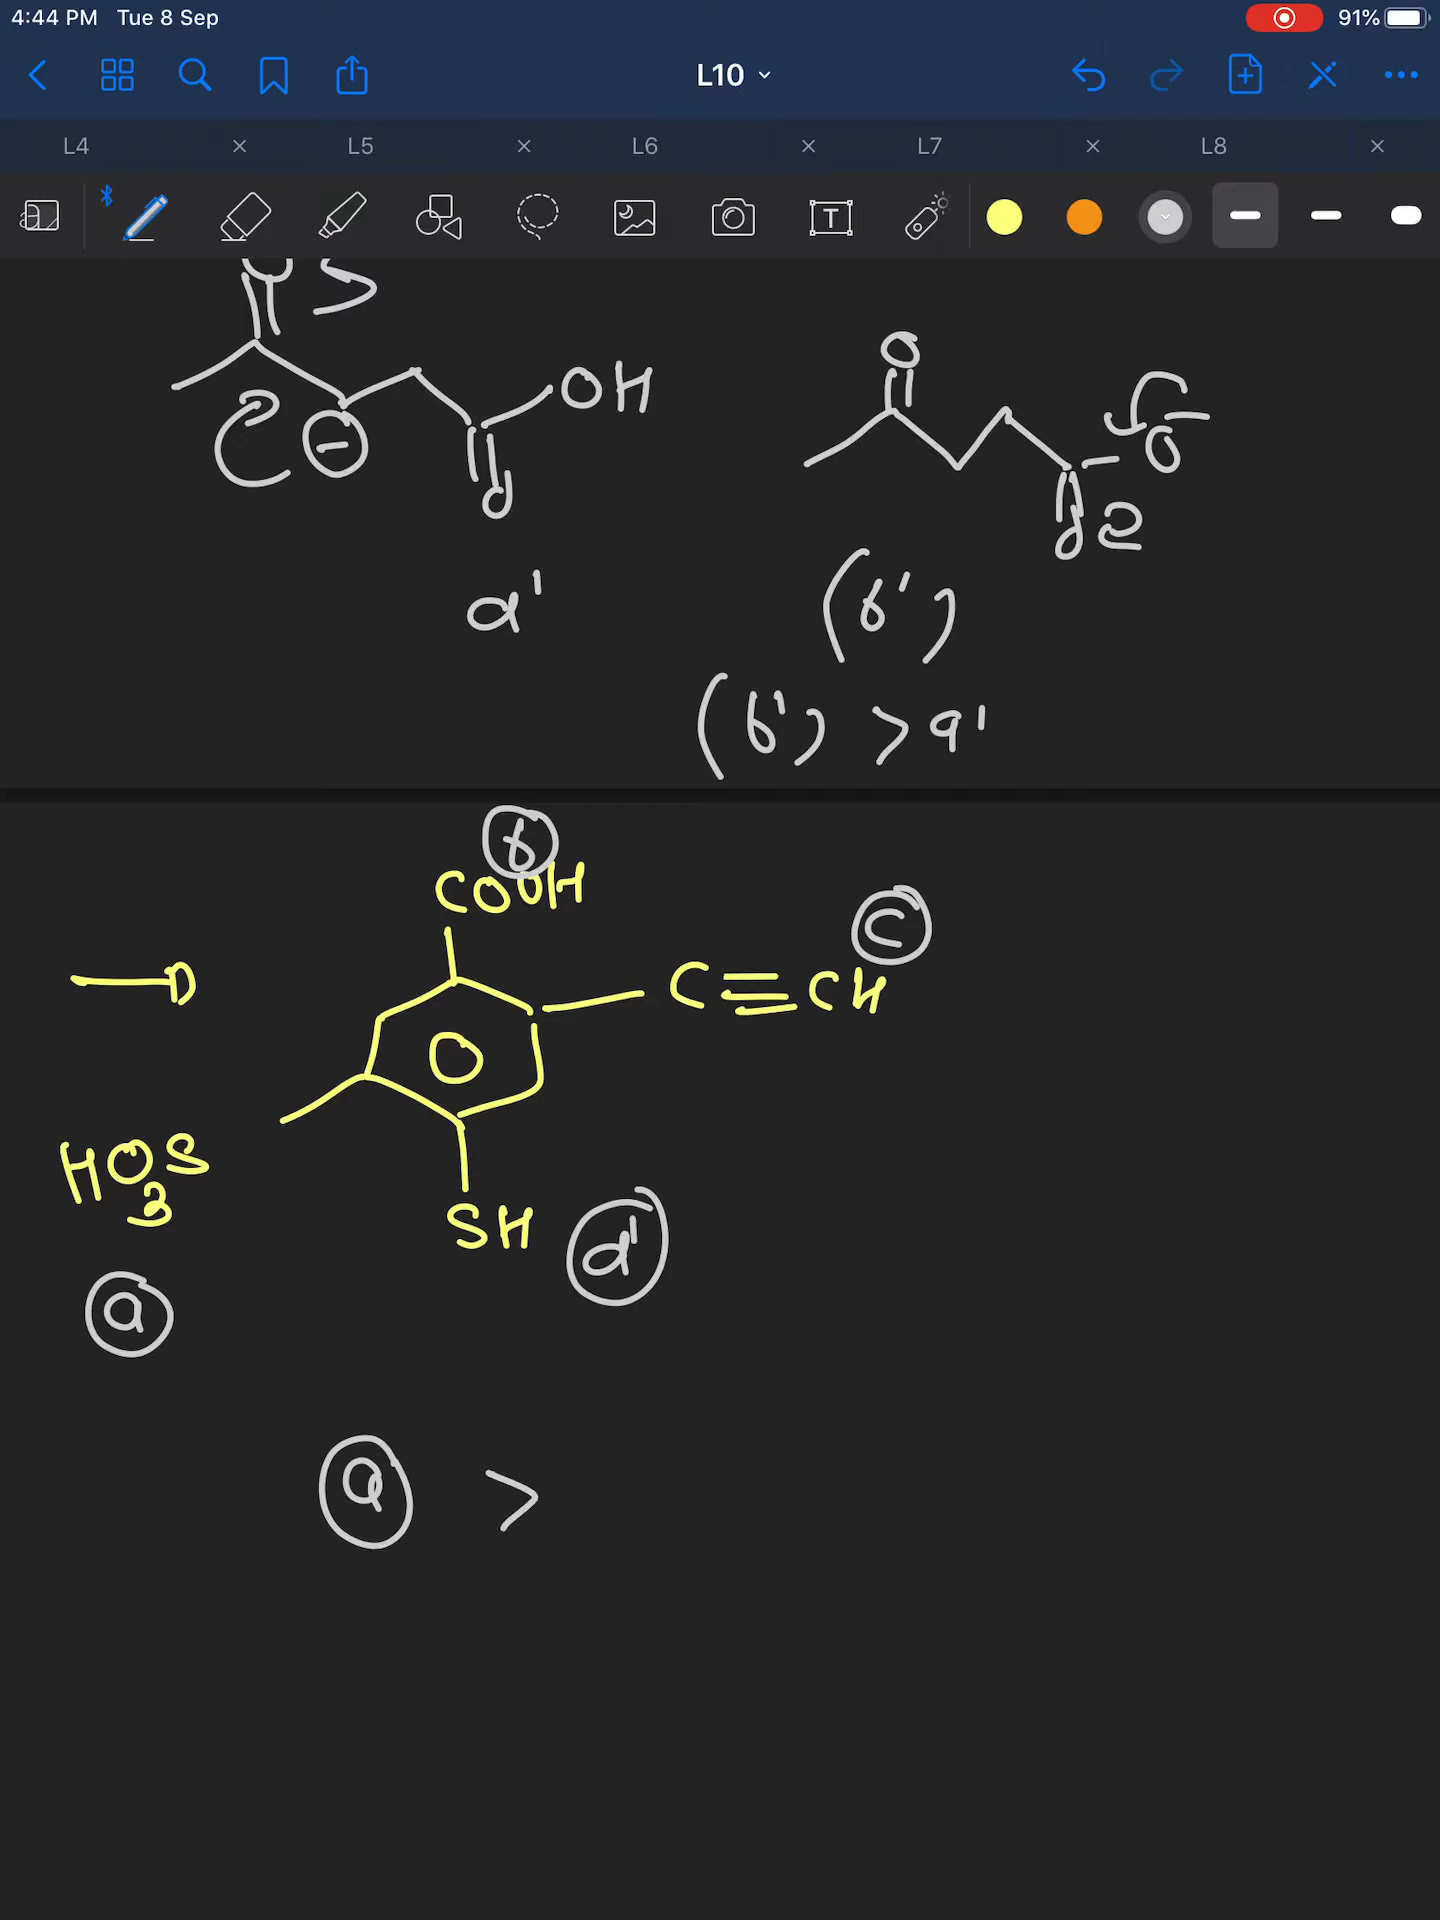 4:44 PM Tue 8 Sep
91%
L10
L4 × L5 × L6 × L7 × L8 ×
T
OH
O
O
O
O
a'
(b')
(b') > a'
b
COOH
c
C≡CH
D
O
HO₃S
SH
d'
a
a >